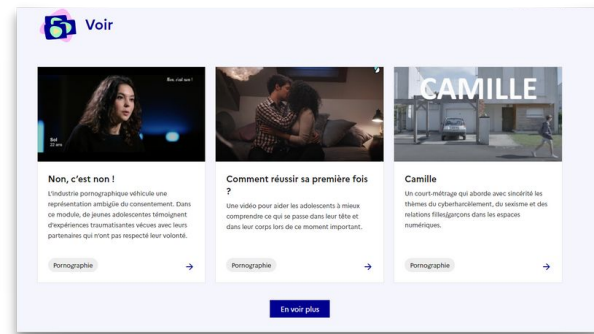 Voir
Non, c'est non !
22 ans
CAMILLE
Non, c'est non !
L'industrie pornographique véhicule une
représentation ambigüe du consentement. Dans
ce module, de jeunes adolescentes témoignent
d'expériences traumatisantes vécues avec leurs
partenaires qui n'ont pas respecté leur volonté.
Pornographie
Comment réussir sa première fois
?
Une vidéo pour aider les adolescents à mieux
comprendre ce qui se passe dans leur tête et
dans leur corps lors de ce moment important.
Pornographie
Camille
Un court-métrage qui aborde avec sincérité les
thèmes du cyberharcèlement, du sexisme et des
relations filles/garçons dans les espaces
numériques.
Pornographie
En voir plus